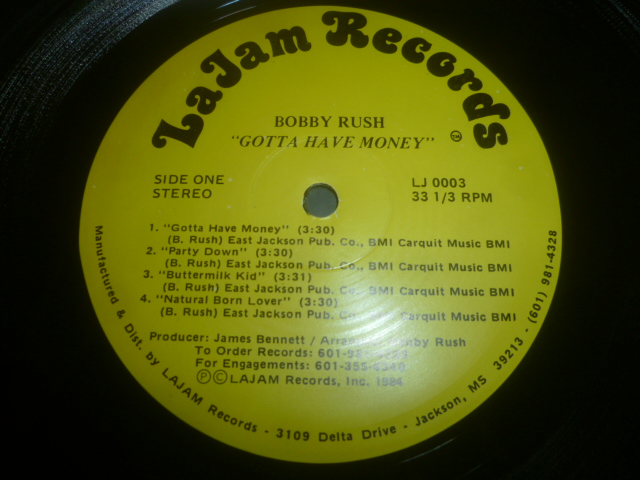 LaJam Records
TM
BOBBY RUSH
"GOTTA HAVE MONEY"
SIDE ONE
STEREO
LJ 0003
33 1/3 RPM
1. "Gotta Have Money" (3:30)
(B. Rush) East Jackson Pub. Co., BMI Carquit Music BMI
2. "Party Down" (3:30)
(B. Rush) East Jackson Pub. Co., BMI Carquit Music BMI
3. "Buttermilk Kid" (3:31)
(B. Rush) East Jackson Pub. Co., BMI Carquit Music BMI
4. "Natural Born Lover" (3:30)
(B. Rush) East Jackson Pub. Co., BMI Carquit Music BMI
Producer: James Bennett / Bobby Rush
To Order Records:
For Engagements:
ⓅⒸLAJAM Records, Inc. 1984
Manufactured & Dist. by LAJAM Records - 3109 Delta Drive - Jackson, MS 39213 - (601) 981-4328